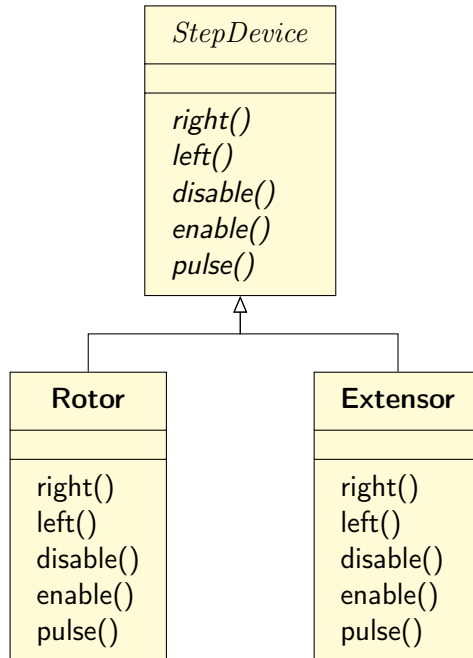 StepDevice
right()
left()
disable()
enable()
pulse()
Rotor
right()
left()
disable()
enable()
pulse()
Extensor
right()
left()
disable()
enable()
pulse()